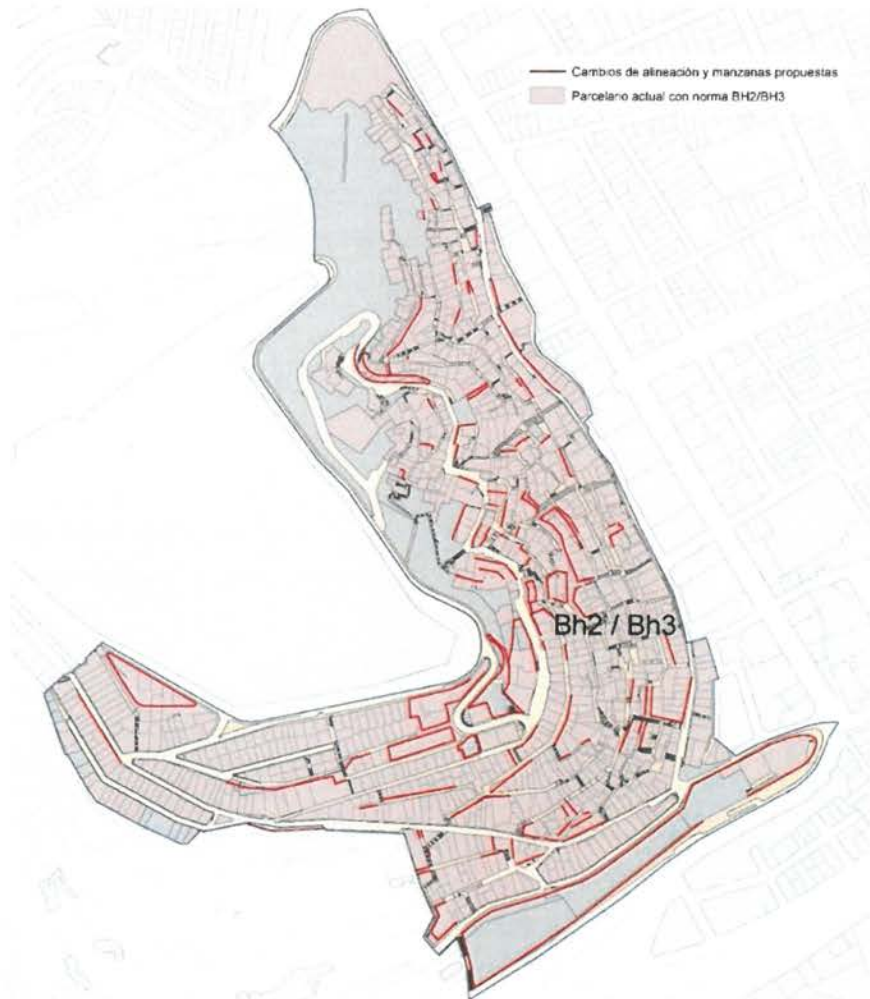 Cambios de alineación y manzanas propuestas
Parcelario actual con norma BH2/BH3
Bh2 / Bh3